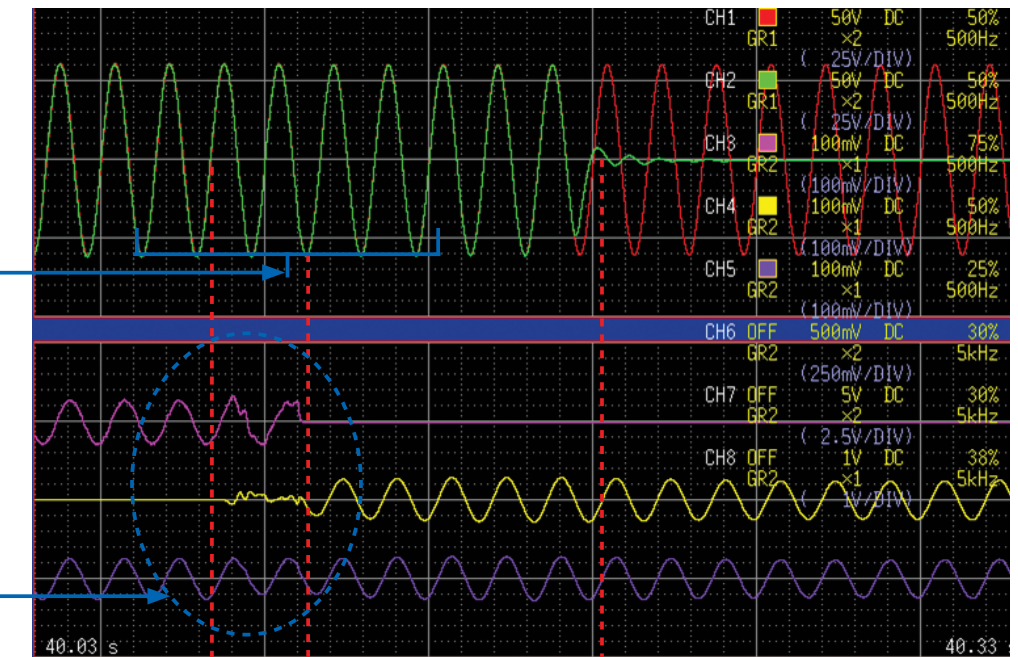 CH1 50V DC 50%
GR1 ×2 500Hz
( 25V/DIV)
CH2 50V DC 50%
GR1 ×2 500Hz
( 25V/DIV)
CH3 100mV DC 75%
GR2 ×1 500Hz
(100mV/DIV)
CH4 100mV DC 50%
GR2 ×1 500Hz
(100mV/DIV)
CH5 100mV DC 25%
GR2 ×1 500Hz
(100mV/DIV)
CH6 OFF 500mV DC 30%
GR2 ×2 5kHz
(250mV/DIV)
CH7 OFF 5V DC 30%
GR2 ×2 5kHz
( 2.5V/DIV)
CH8 OFF 1V DC 38%
GR2 ×1 5kHz
( 1V/DIV)
40.03 s 40.33 s